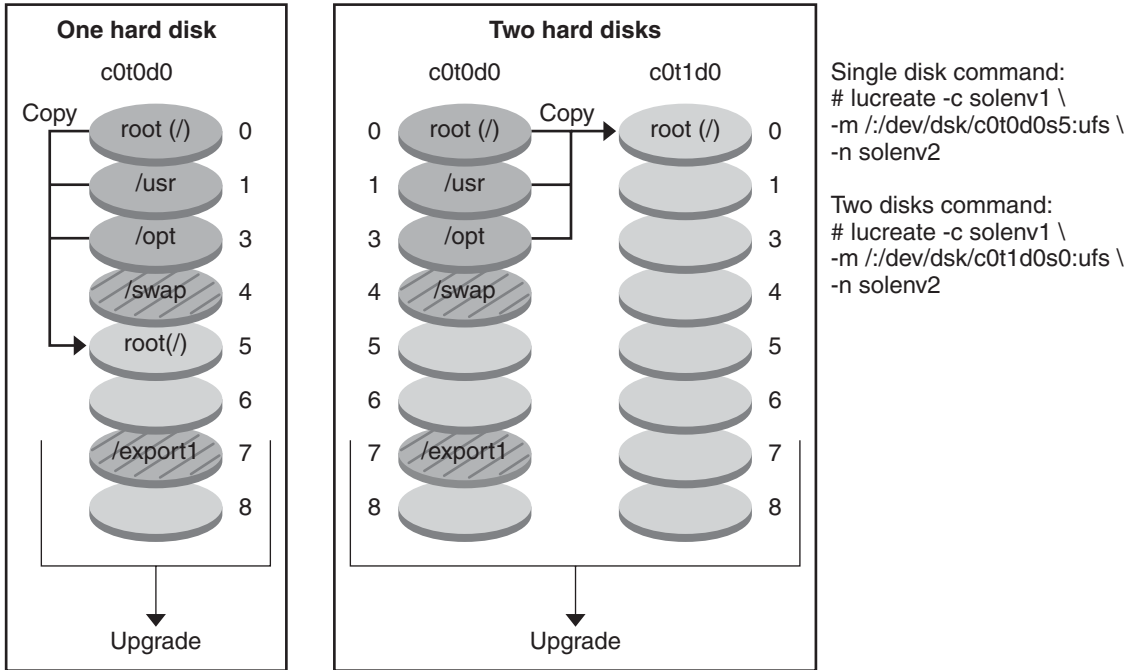 One hard disk
c0t0d0
Copy
root (/) 0
/usr 1
/opt 3
/swap 4
root(/) 5
6
/export1 7
8
Upgrade
Two hard disks
c0t0d0 c0t1d0
Copy
0 root (/) root (/) 0
1 /usr 1
3 /opt 3
4 /swap 4
5 5
6 6
7 /export1 7
8 8
Upgrade
Single disk command:
# lucreate -c solenv1 \
-m /:/dev/dsk/c0t0d0s5:ufs \
-n solenv2
Two disks command:
# lucreate -c solenv1 \
-m /:/dev/dsk/c0t1d0s0:ufs \
-n solenv2